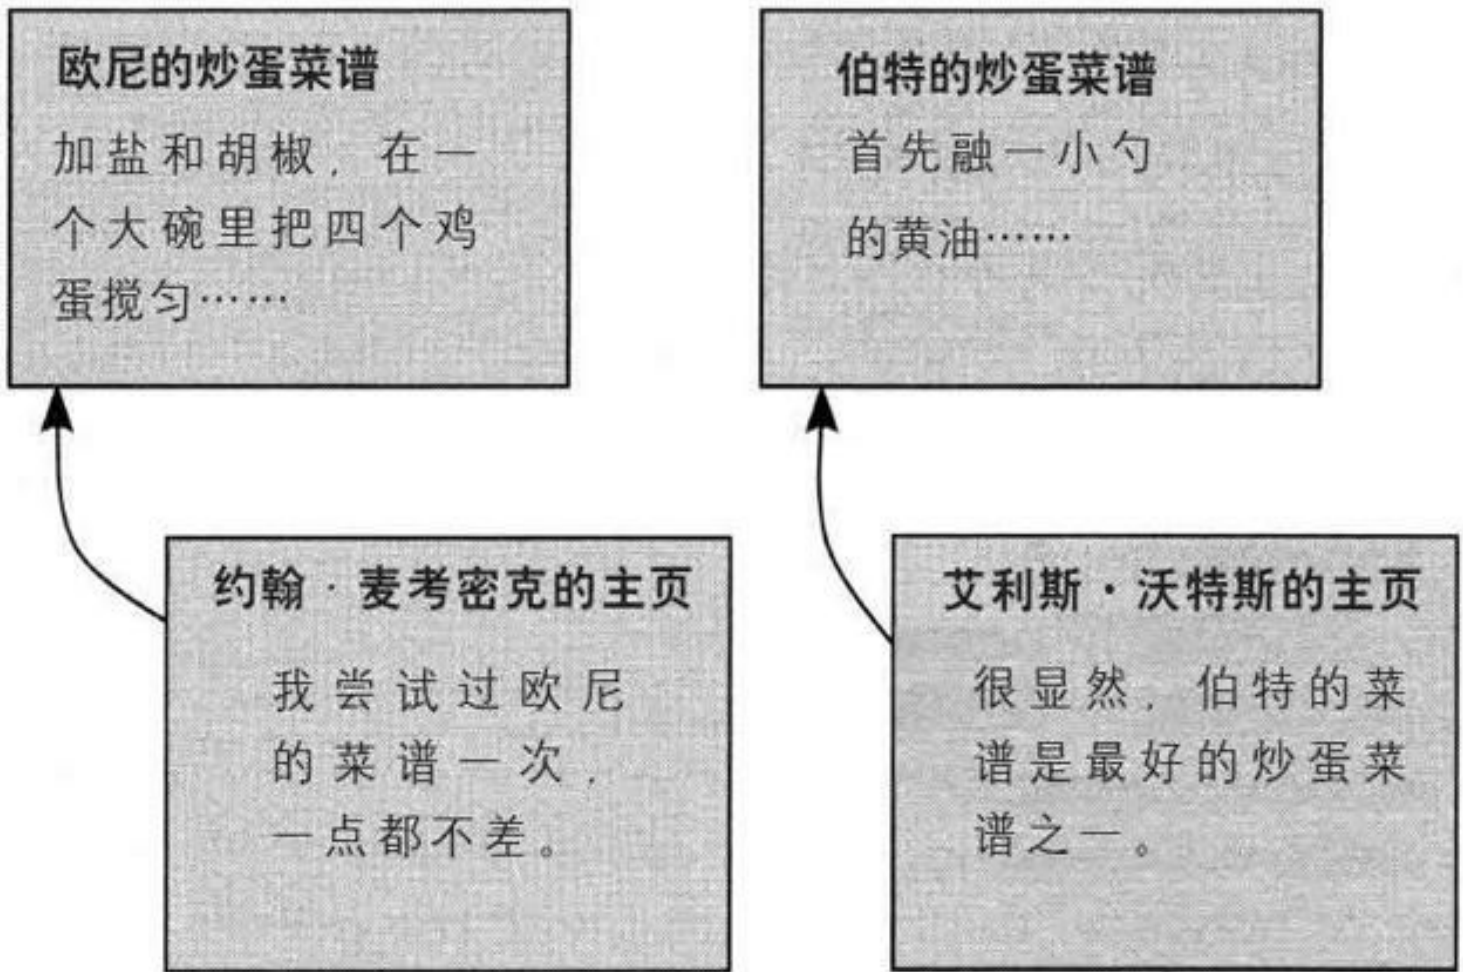 欧尼的炒蛋菜谱
加盐和胡椒，在一
个大碗里把四个鸡
蛋搅匀……
伯特的炒蛋菜谱
首先融一小勺
的黄油……
约翰·麦考密克的主页
我尝试过欧尼
的菜谱一次，
一点都不差。
艾利斯·沃特斯的主页
很显然，伯特的菜
谱是最好的炒蛋菜
谱之一。